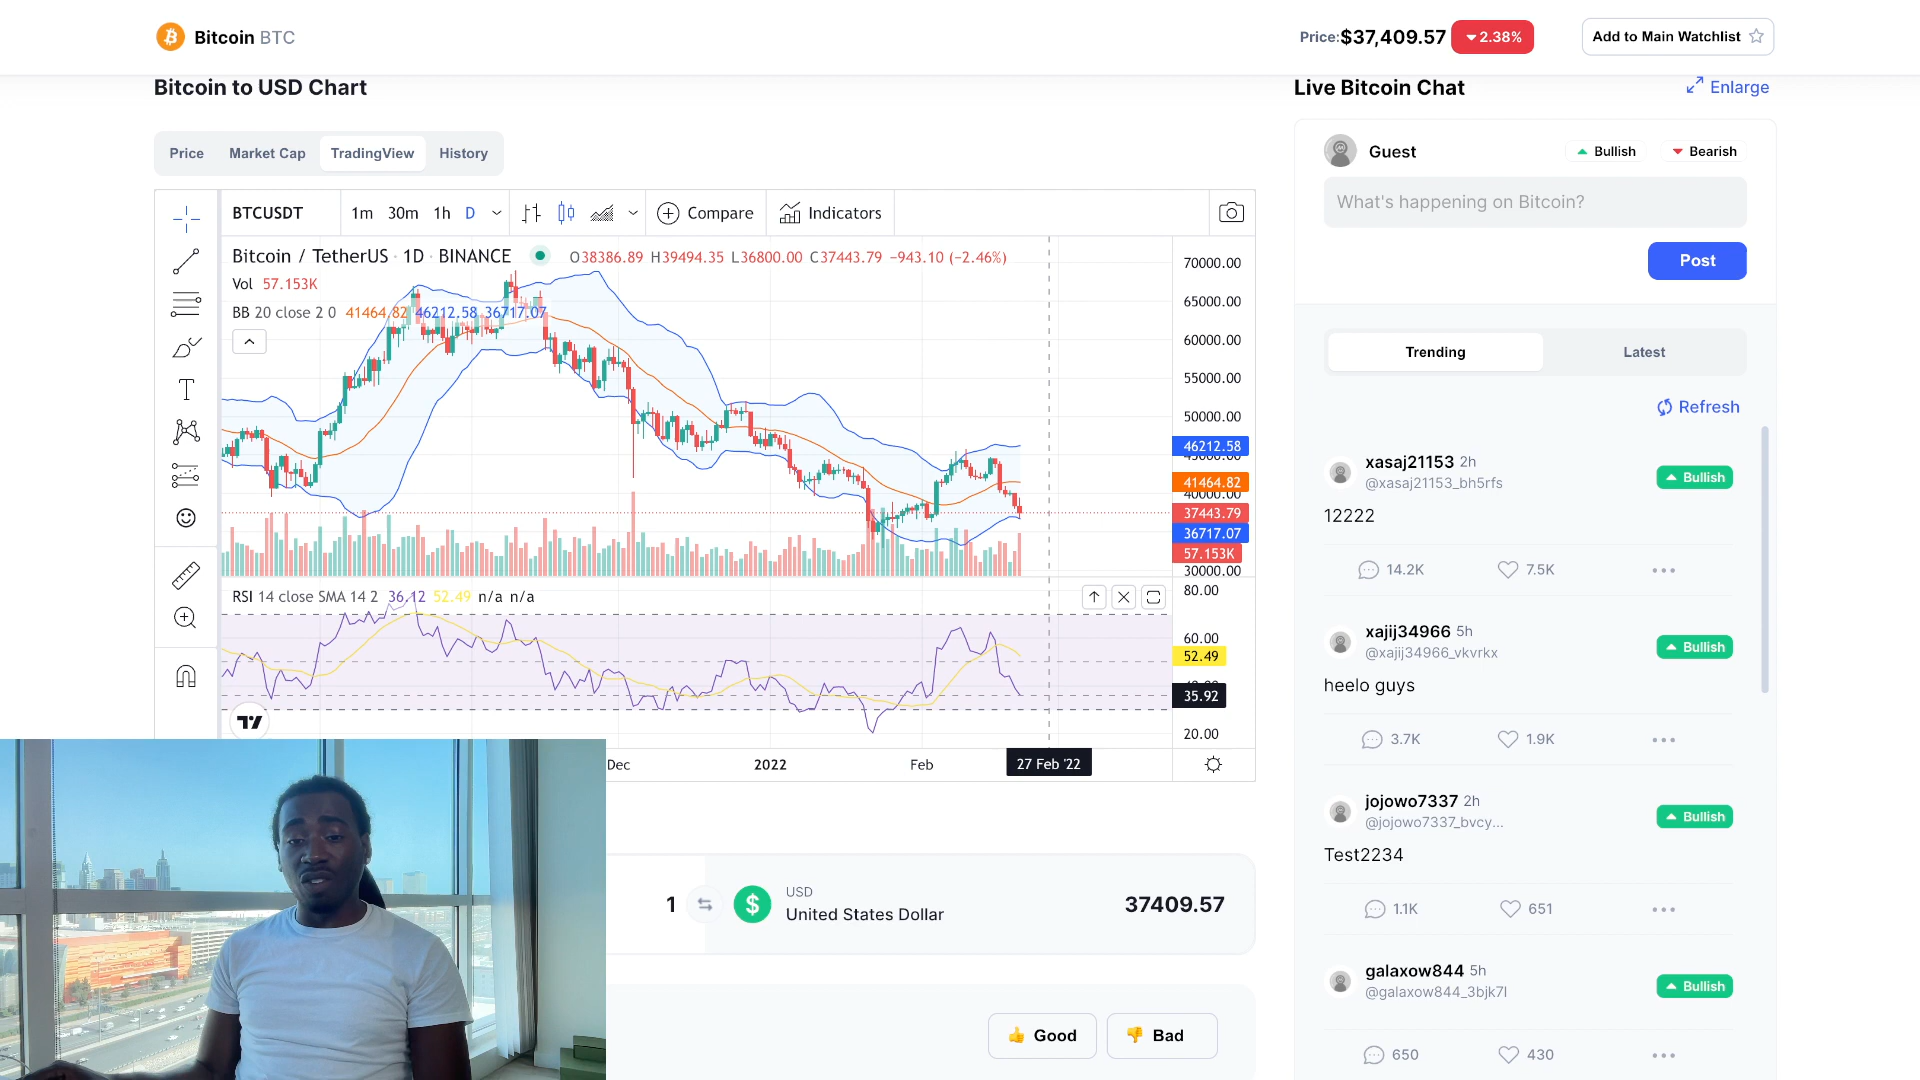 Bitcoin BTC
Price:$37,409.57 2.38%
Add to Main Watchlist
Bitcoin to USD Chart
Live Bitcoin Chat
Enlarge
Price Market Cap TradingView History
Guest
Bullish Bearish
What's happening on Bitcoin?
Post
BTCUSDT 1m 30m 1h D Compare Indicators
Bitcoin / TetherUS · 1D · BINANCE O38386.89 H39494.35 L36800.00 C37443.79 −943.10 (−2.46%)
Vol 57.153K
BB 20 close 2 0 41464.82 46212.58 36717.07
70000.00
65000.00
60000.00
55000.00
50000.00
46212.58
45000.00
41464.82
40000.00
37443.79
36717.07
57.153K
30000.00
RSI 14 close SMA 14 2 36.12 52.49 n/a n/a
80.00
60.00
52.49
35.92
20.00
Dec 2022 Feb 27 Feb '22
Trending Latest
Refresh
xasaj21153 2h
@xasaj21153_bh5rfs
Bullish
12222
14.2K 7.5K
xajij34966 5h
@xajij34966_vkvrkx
Bullish
heelo guys
3.7K 1.9K
jojowo7337 2h
@jojowo7337_bvcy...
Bullish
Test2234
1.1K 651
galaxow844 5h
@galaxow844_3bjk7l
Bullish
650 430
1
USD
United States Dollar
37409.57
Good Bad